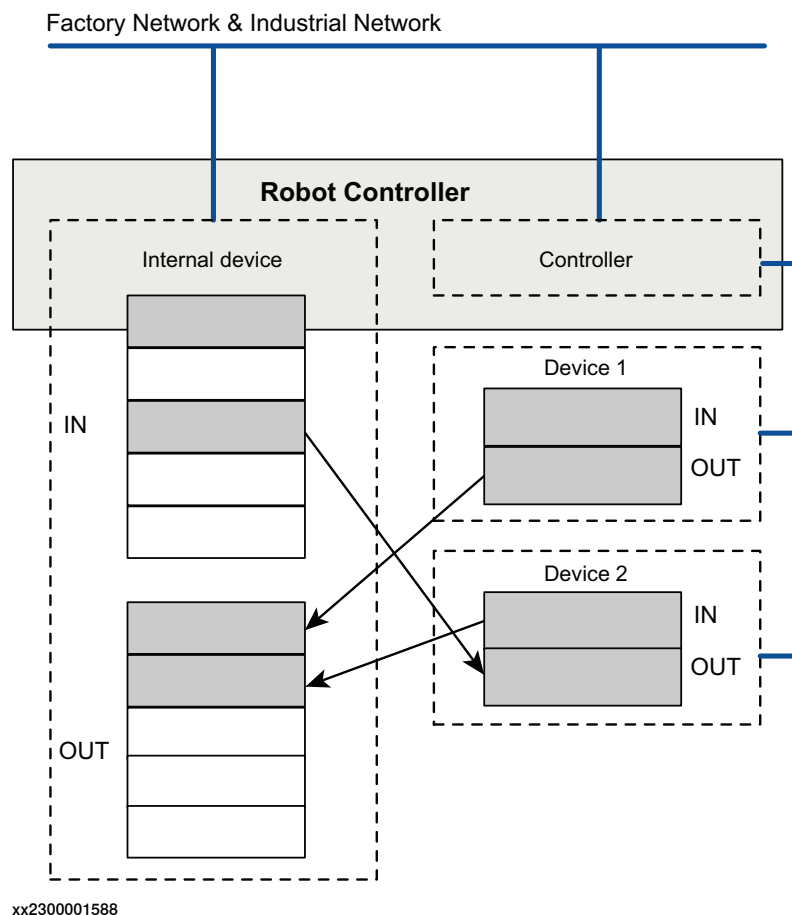 Factory Network & Industrial Network
Robot Controller
Internal device
Controller
IN
Device 1
IN
OUT
Device 2
IN
OUT
OUT
xx2300001588